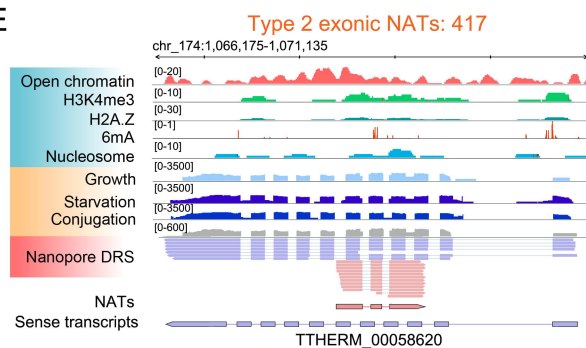 E
Type 2 exonic NATs: 417
chr_174:1,066,175-1,071,135
Open chromatin [0-20]
H3K4me3 [0-10]
H2A.Z [0-30]
6mA [0-1]
Nucleosome [0-10]
Growth [0-3500]
Starvation [0-3500]
Conjugation [0-3500]
[0-600]
Nanopore DRS
NATs
Sense transcripts
TTHERM_00058620